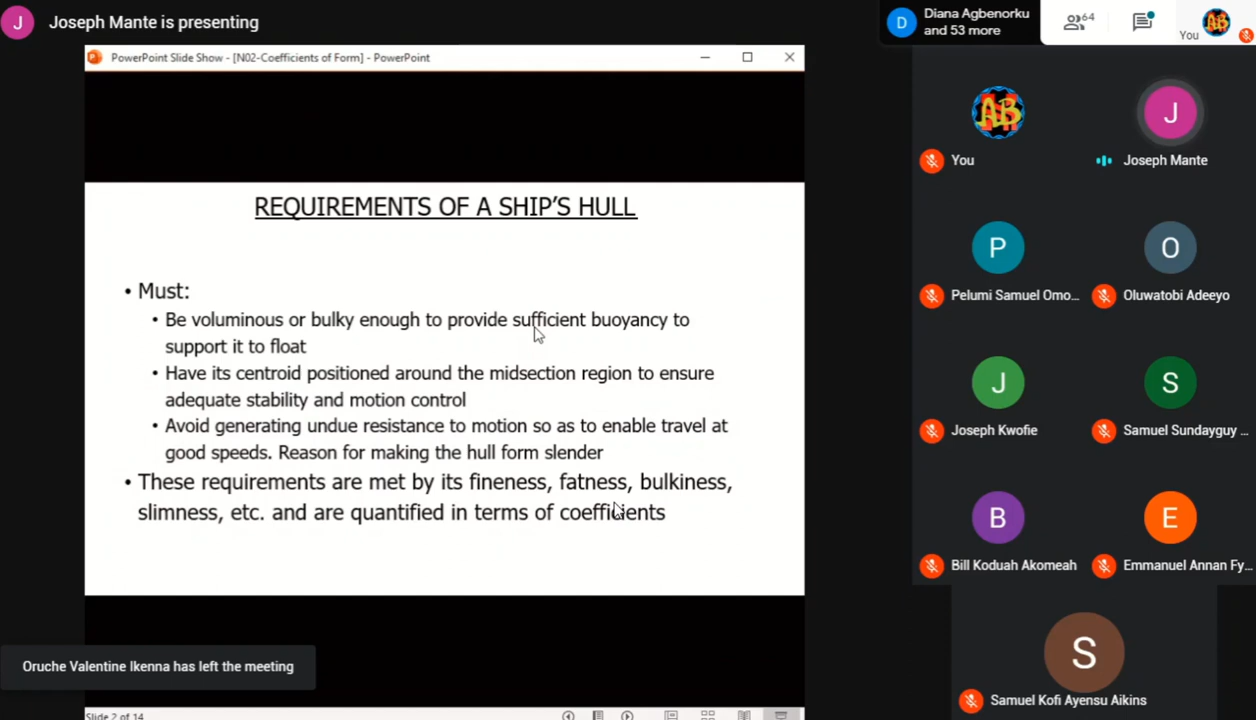 J Joseph Mante is presenting
D Diana Agbenorku
and 53 more
64
You
PowerPoint Slide Show - [N02-Coefficients of Form] - PowerPoint
REQUIREMENTS OF A SHIP'S HULL
• Must:
• Be voluminous or bulky enough to provide sufficient buoyancy to
support it to float
• Have its centroid positioned around the midsection region to ensure
adequate stability and motion control
• Avoid generating undue resistance to motion so as to enable travel at
good speeds. Reason for making the hull form slender
• These requirements are met by its fineness, fatness, bulkiness,
slimness, etc. and are quantified in terms of coefficients
Slide 2 of 14
Oruche Valentine Ikenna has left the meeting
AB
J
You
Joseph Mante
P
O
Pelumi Samuel Omo...
Oluwatobi Adeeyo
J
S
Joseph Kwofie
Samuel Sundayguy ...
B
E
Bill Koduah Akomeah
Emmanuel Annan Fy...
S
Samuel Kofi Ayensu Aikins